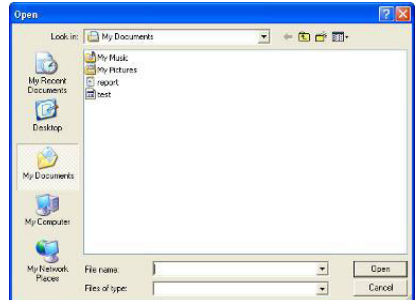 Open
Look in: My Documents
My Recent
Documents
Desktop
My Documents
My Computer
My Network
Places
My Music
My Pictures
report
test
File name:
Open
Files of type:
Cancel